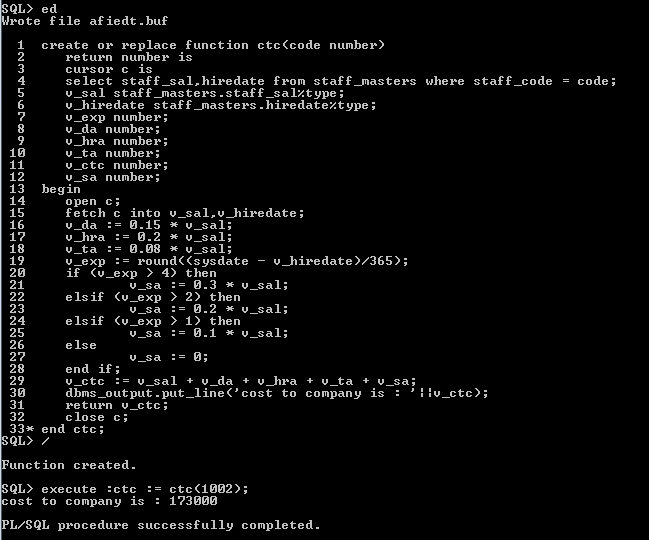 SQL> ed
Wrote file afiedt.buf
1 create or replace function ctc(code number)
2 return number is
3 cursor c is
4 select staff_sal,hiredate from staff_masters where staff_code = code;
5 v_sal staff_masters.staff_sal%type;
6 v_hiredate staff_masters.hiredate%type;
7 v_exp number;
8 v_da number;
9 v_hra number;
10 v_ta number;
11 v_ctc number;
12 v_sa number;
13 begin
14 open c;
15 fetch c into v_sal,v_hiredate;
16 v_da := 0.15 * v_sal;
17 v_hra := 0.2 * v_sal;
18 v_ta := 0.08 * v_sal;
19 v_exp := round((sysdate - v_hiredate)/365);
20 if (v_exp > 4) then
21 v_sa := 0.3 * v_sal;
22 elsif (v_exp > 2) then
23 v_sa := 0.2 * v_sal;
24 elsif (v_exp > 1) then
25 v_sa := 0.1 * v_sal;
26 else
27 v_sa := 0;
28 end if;
29 v_ctc := v_sal + v_da + v_hra + v_ta + v_sa;
30 dbms_output.put_line('cost to company is : '||v_ctc);
31 return v_ctc;
32 close c;
33* end ctc;
SQL> /
Function created.
SQL> execute :ctc := ctc(1002);
cost to company is : 173000
PL/SQL procedure successfully completed.